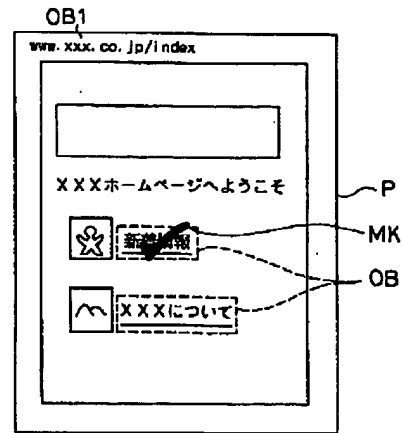 OB1
www.xxx.co.jp/index
XXXホームページへようこそ
P
新着情報
MK
OB
XXXについて